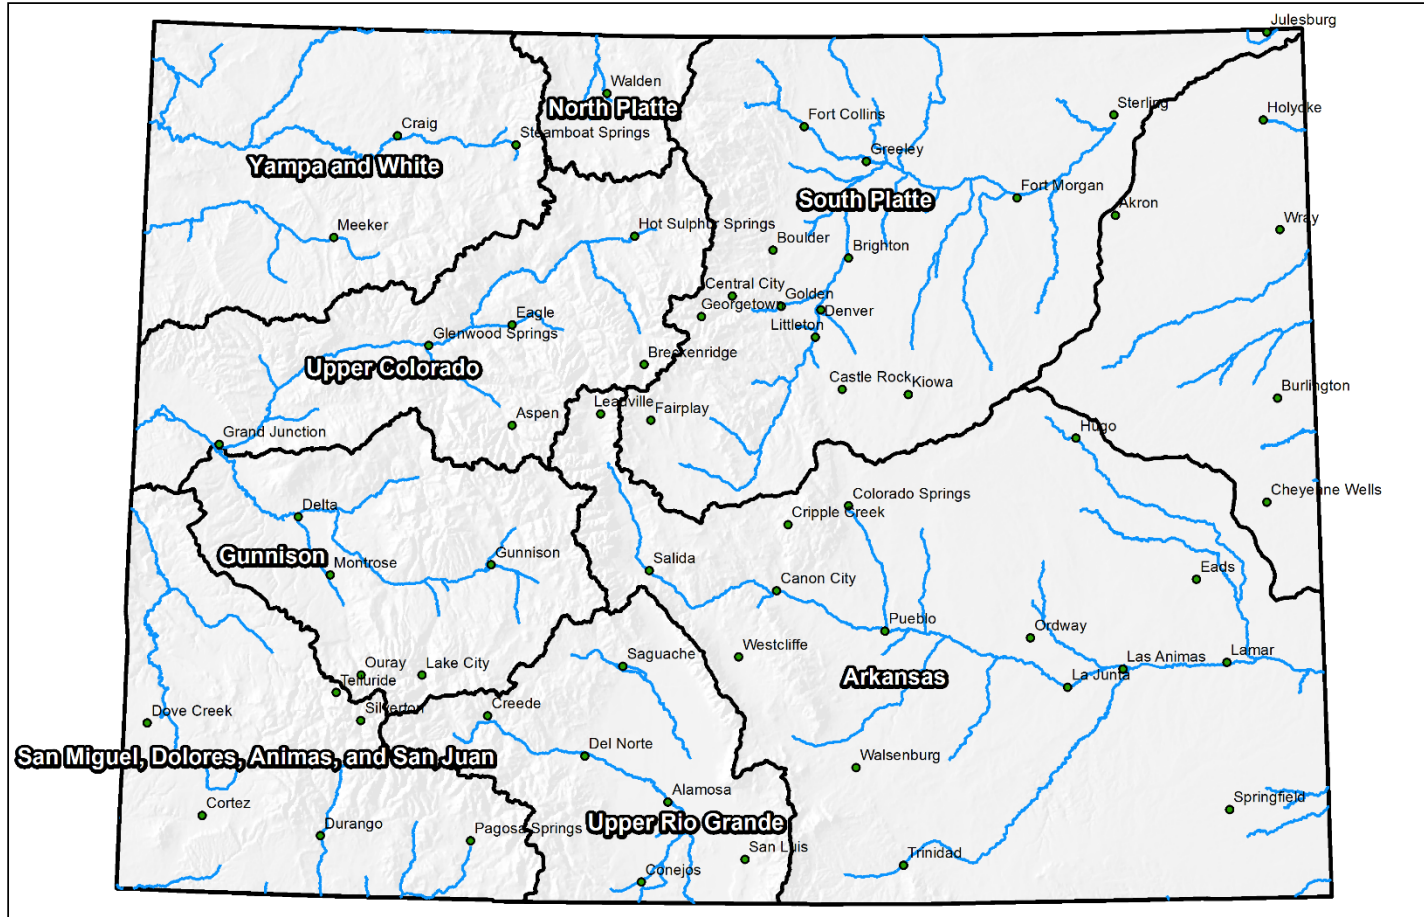 Julesburg
Walden
North Platte
Sterling
Holyoke
Fort Collins
Craig
Steamboat Springs
Yampa and White
Greeley
Fort Morgan
South Platte
Akron
Wray
Meeker
Hot Sulphur Springs
Boulder
Brighton
Central City
Golden
Georgetown
Denver
Eagle
Littleton
Glenwood Springs
Breckenridge
Upper Colorado
Castle Rock
Kiowa
Burlington
Leadville
Fairplay
Aspen
Hugo
Grand Junction
Cheyenne Wells
Colorado Springs
Delta
Cripple Creek
Gunnison
Gunnison
Montrose
Salida
Eads
Canon City
Pueblo
Ordway
Westcliffe
Saguache
Ouray
Lake City
Las Animas
Lamar
Telluride
Arkansas
La Junta
Silverton
Creede
Dove Creek
Del Norte
San Miguel, Dolores, Animas, and San Juan
Walsenburg
Alamosa
Cortez
Springfield
Upper Rio Grande
Durango
Pagosa Springs
San Luis
Trinidad
Conejos